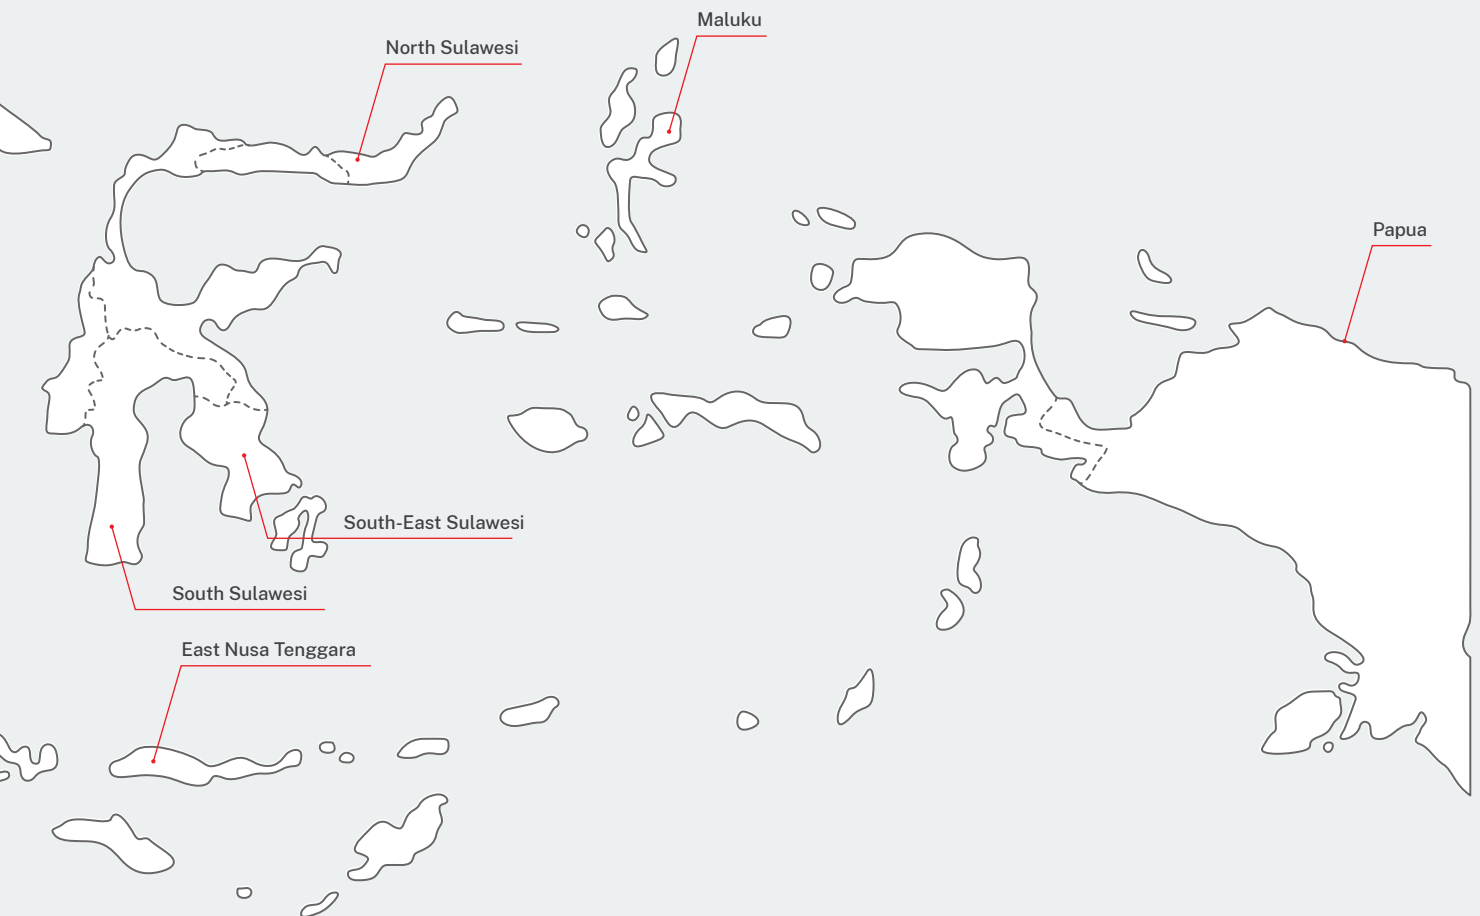 Maluku
North Sulawesi
Papua
South-East Sulawesi
South Sulawesi
East Nusa Tenggara